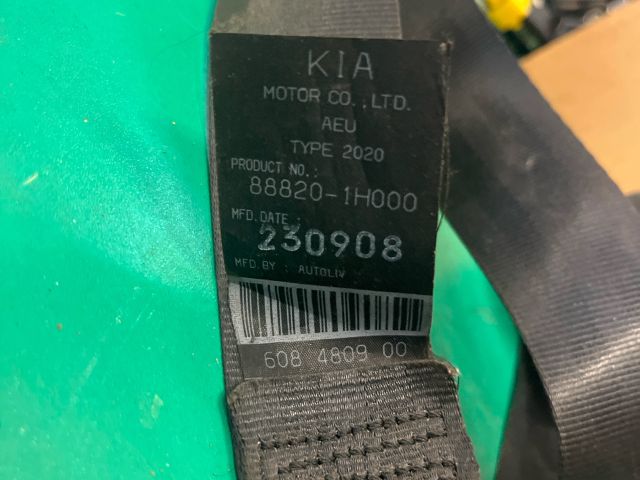 KIA
MOTOR CO.,LTD.
AEU
TYPE 2020
PRODUCT NO.:
88820-1H000
MFD.DATE :
230908
MFD.BY : AUTOLIV
608 4809 00